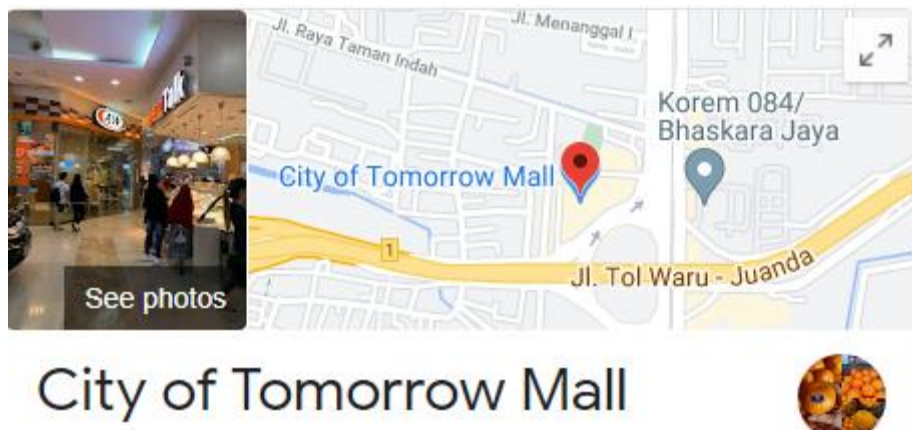 Jl. Raya Taman Indah
Jl. Menanggal I
Korem 084/
Bhaskara Jaya
City of Tomorrow Mall
1
Jl. Tol Waru - Juanda
A&W
Talk
See photos
City of Tomorrow Mall